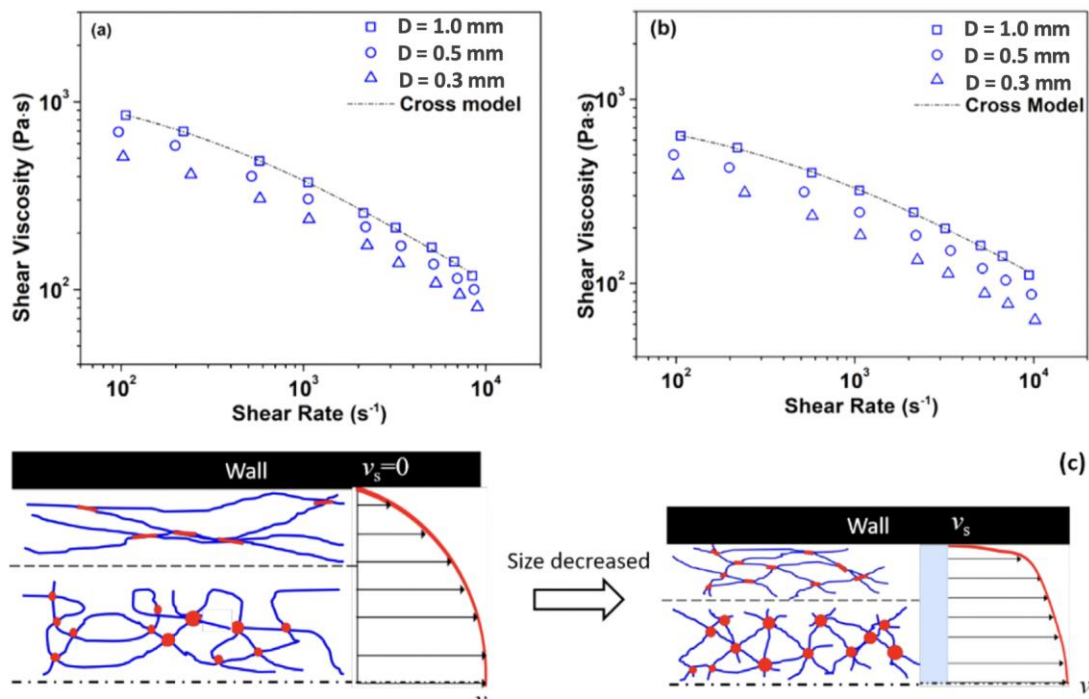 (a)
D = 1.0 mm
D = 0.5 mm
D = 0.3 mm
Cross model
10³
10²
Shear Viscosity (Pa·s)
10² 10³ 10⁴
Shear Rate (s⁻¹)
(b)
D = 1.0 mm
D = 0.5 mm
D = 0.3 mm
Cross Model
10³
10²
Shear Viscosity (Pa·s)
10² 10³ 10⁴
Shear Rate (s⁻¹)
(c)
Wall vₛ=0
Size decreased
Wall vₛ